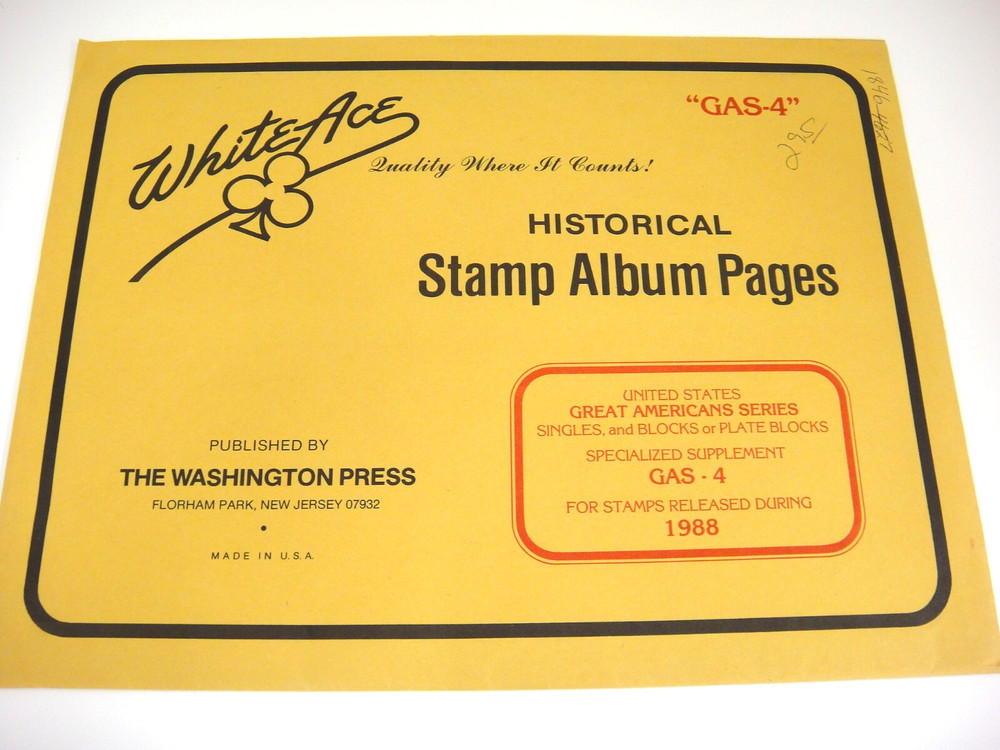 White Ace
Quality Where It Counts!
"GAS-4"
295/
HISTORICAL
Stamp Album Pages
PUBLISHED BY
THE WASHINGTON PRESS
FLORHAM PARK, NEW JERSEY 07932
•
MADE IN U.S.A.
UNITED STATES
GREAT AMERICANS SERIES
SINGLES, and BLOCKS or PLATE BLOCKS
SPECIALIZED SUPPLEMENT
GAS - 4
FOR STAMPS RELEASED DURING
1988